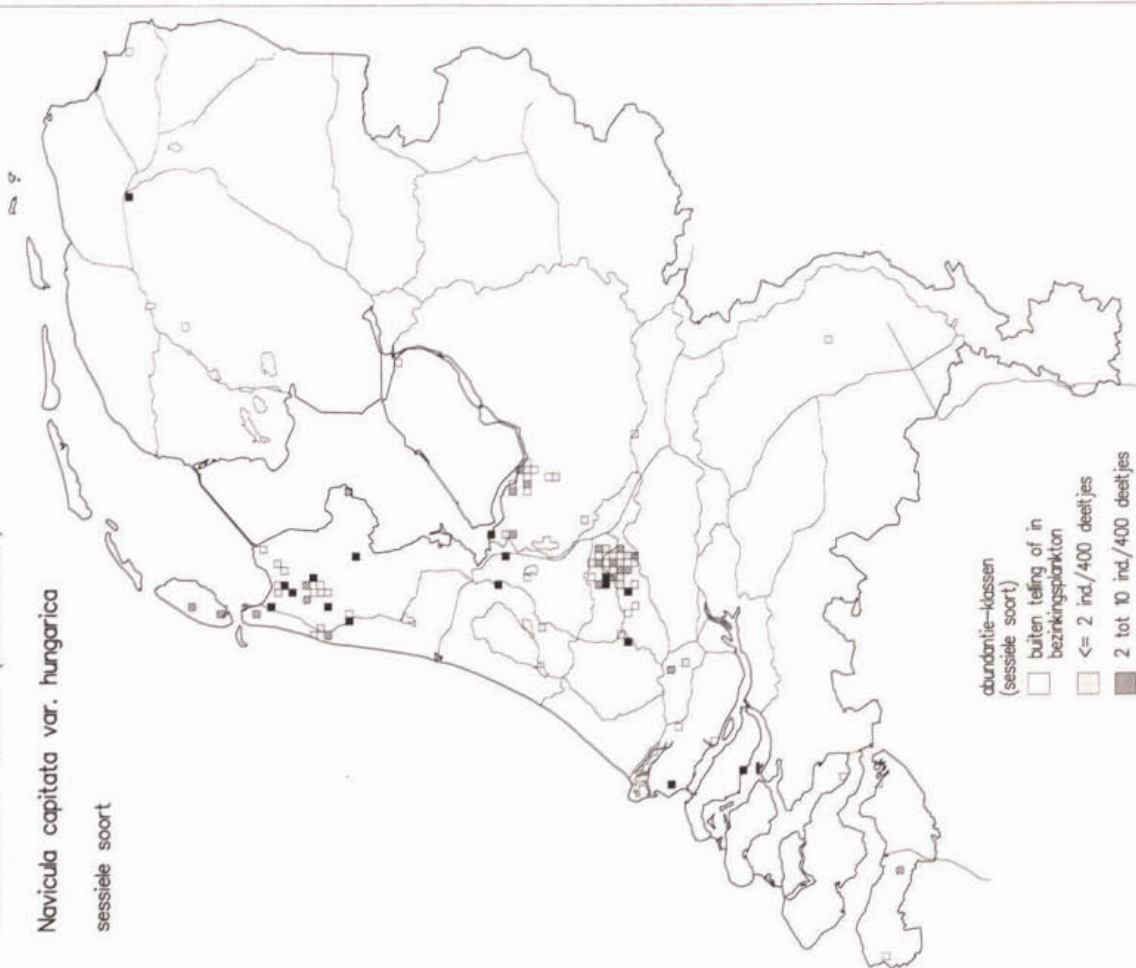 Navicula capitata var. hungarica
sessiele soort
abundantie-klassen
(sessiele soort)
buiten telling of in
bezinkingsplankton
<= 2 ind./400 deeltjes
2 tot 10 ind./400 deeltjes